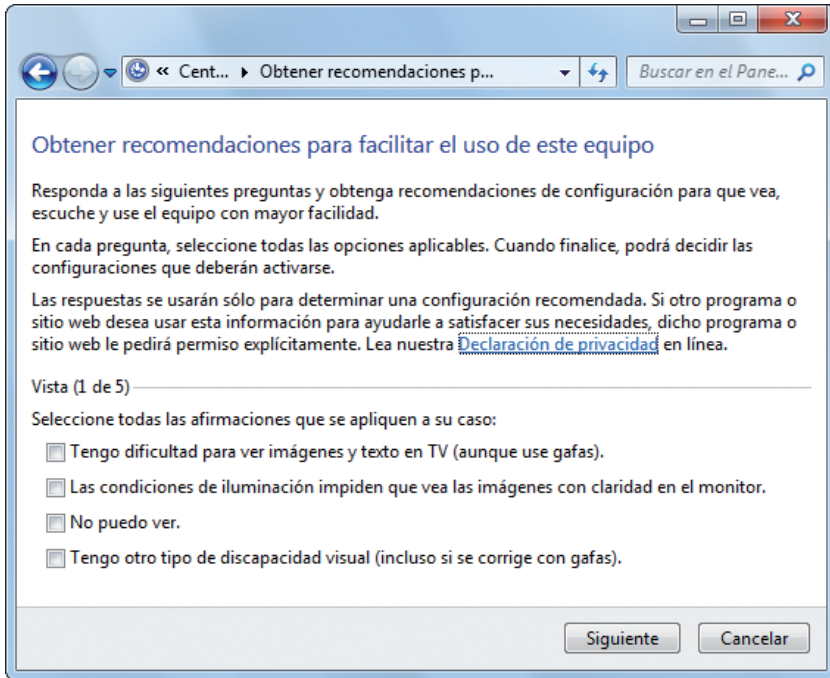 « Cent... ▸ Obtener recomendaciones p...
Buscar en el Pane...
Obtener recomendaciones para facilitar el uso de este equipo
Responda a las siguientes preguntas y obtenga recomendaciones de configuración para que vea,
escuche y use el equipo con mayor facilidad.
En cada pregunta, seleccione todas las opciones aplicables. Cuando finalice, podrá decidir las
configuraciones que deberán activarse.
Las respuestas se usarán sólo para determinar una configuración recomendada. Si otro programa o
sitio web desea usar esta información para ayudarle a satisfacer sus necesidades, dicho programa o
sitio web le pedirá permiso explícitamente. Lea nuestra Declaración de privacidad en línea.
Vista (1 de 5)
Seleccione todas las afirmaciones que se apliquen a su caso:
Tengo dificultad para ver imágenes y texto en TV (aunque use gafas).
Las condiciones de iluminación impiden que vea las imágenes con claridad en el monitor.
No puedo ver.
Tengo otro tipo de discapacidad visual (incluso si se corrige con gafas).
Siguiente
Cancelar